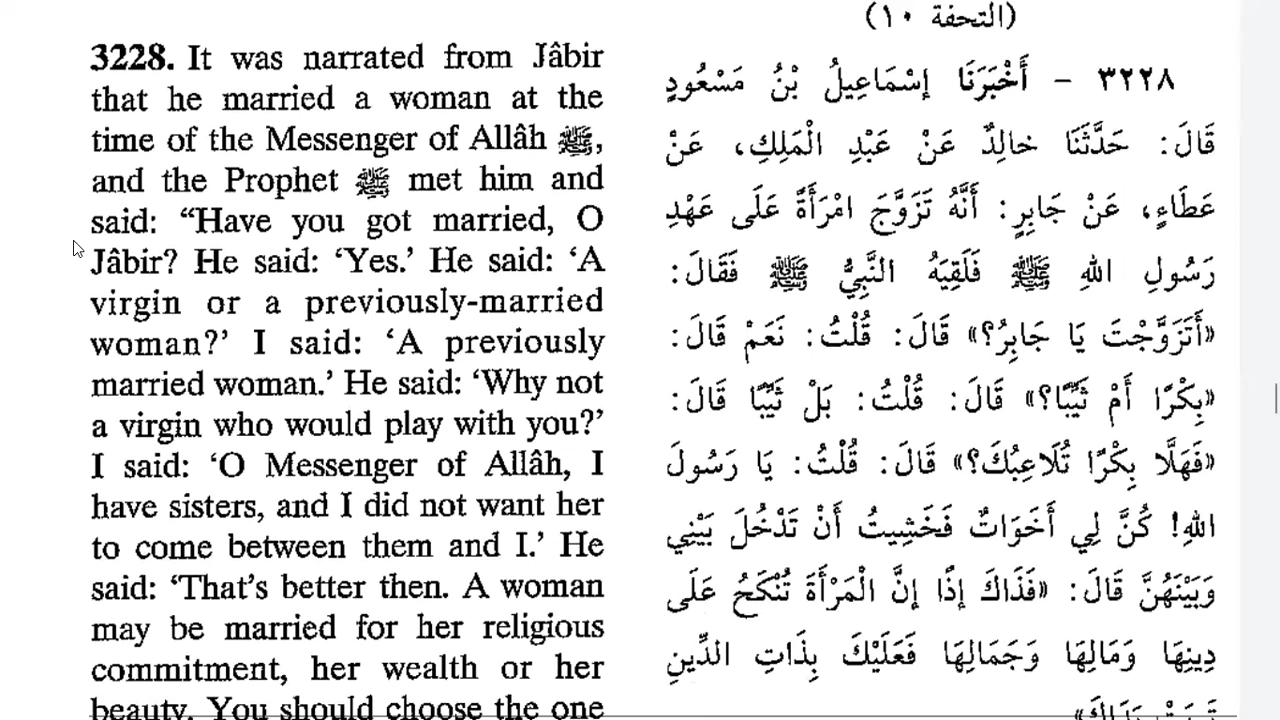 3228. It was narrated from Jâbir
that he married a woman at the
time of the Messenger of Allâh ﷺ,
and the Prophet ﷺ met him and
said: “Have you got married, O
Jâbir? He said: ‘Yes.’ He said: ‘A
virgin or a previously-married
woman?’ I said: ‘A previously
married woman.’ He said: ‘Why not
a virgin who would play with you?’
I said: ‘O Messenger of Allâh, I
have sisters, and I did not want her
to come between them and I.’ He
said: ‘That’s better then. A woman
may be married for her religious
commitment, her wealth or her
beauty. You should choose the one
(التحفة ١٠)
٣٢٢٨ - أَخْبَرَنَا إِسْمَاعِيلُ بْنُ مَسْعُودٍ
قَالَ: حَدَّثَنَا خالِدٌ عَنْ عَبْدِ الْمَلِكِ، عَنْ
عَطَاءٍ، عَنْ جَابِرٍ: أَنَّهُ تَزَوَّجَ امْرَأَةً عَلَى عَهْدِ
رَسُولِ اللهِ ﷺ فَلَقِيَهُ النَّبِيُّ ﷺ فَقَالَ:
«أَتَزَوَّجْتَ يَا جَابِرُ؟» قَالَ: قُلْتُ: نَعَمْ قَالَ:
«بِكْرًا أَمْ ثَيِّبًا؟» قَالَ: قُلْتُ: بَلْ ثَيِّبًا قَالَ:
«فَهَلَّا بِكْرًا تُلَاعِبُكَ؟» قَالَ: قُلْتُ: يَا رَسُولَ
اللهِ! كُنَّ لِي أَخَوَاتٌ فَخَشِيتُ أَنْ تَدْخُلَ بَيْنِي
وَبَيْنَهُنَّ قَالَ: «فَذَاكَ إِذًا إِنَّ الْمَرْأَةَ تُنْكَحُ عَلَى
دِينِهَا وَمَالِهَا وَجَمَالِهَا فَعَلَيْكَ بِذَاتِ الدِّينِ